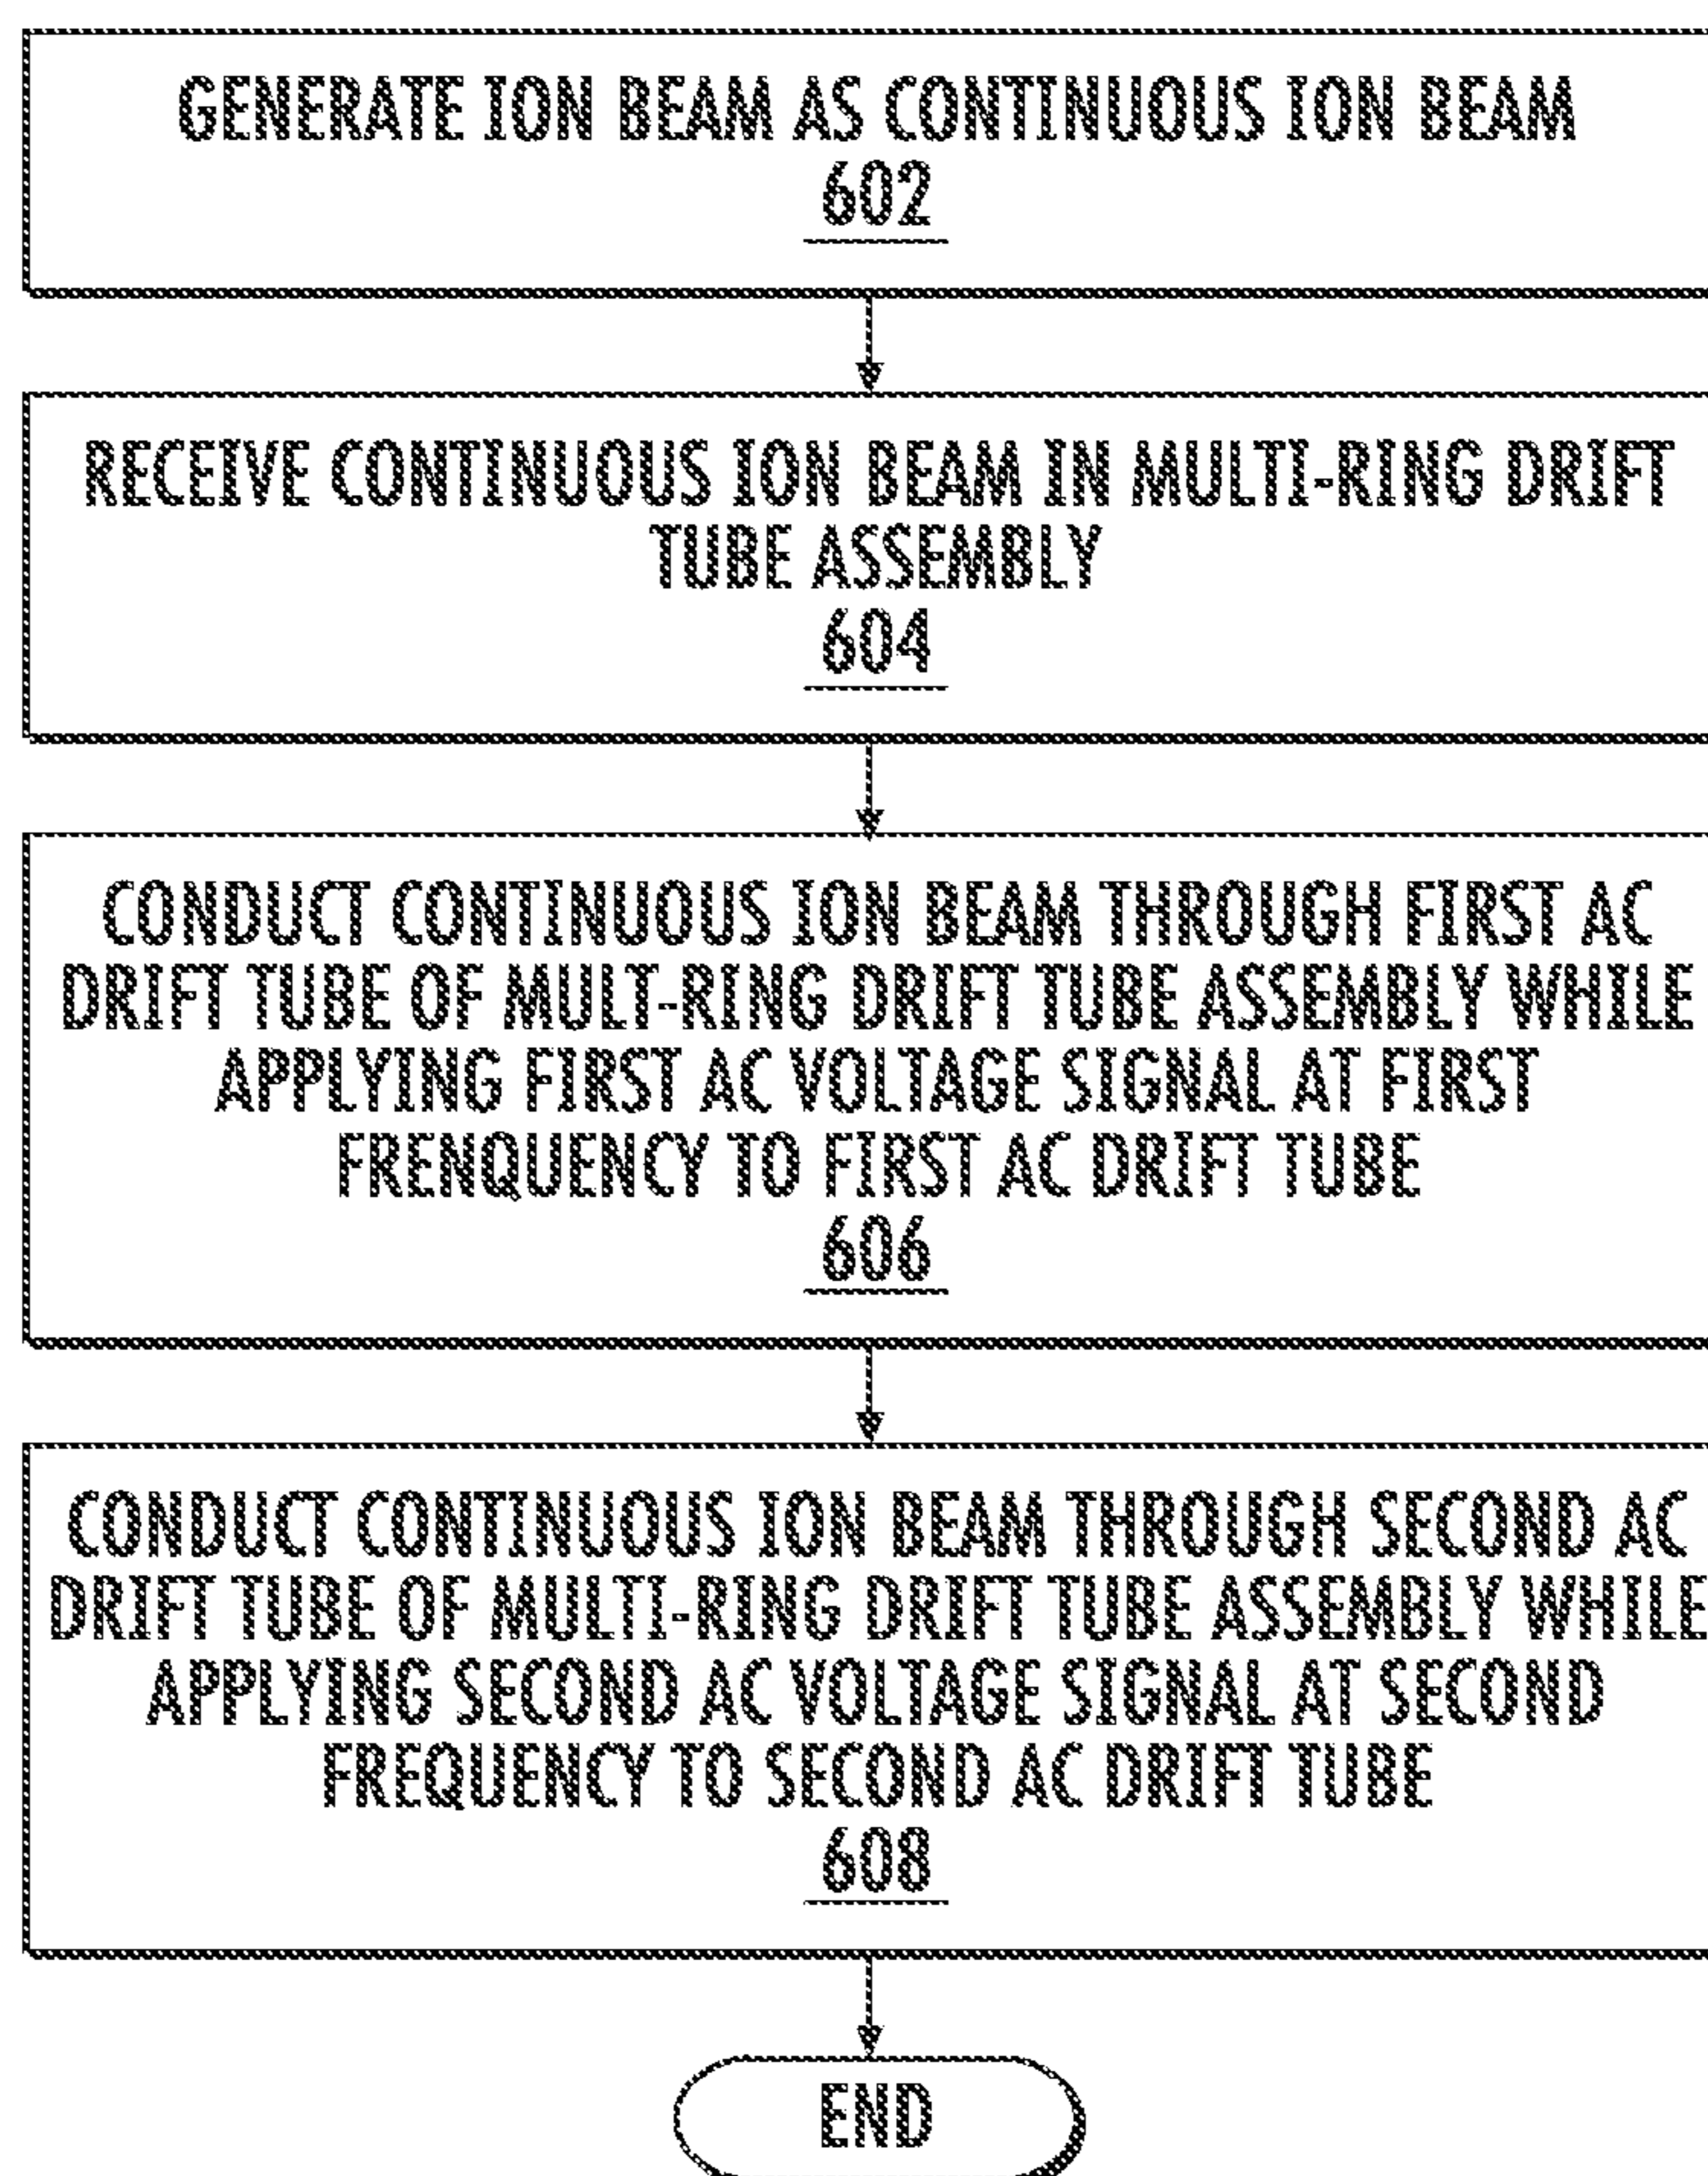 GENERATE ION BEAM AS CONTINUOUS ION BEAM
602
RECEIVE CONTINUOUS ION BEAM IN MULTI-RING DRIFT
TUBE ASSEMBLY
604
CONDUCT CONTINUOUS ION BEAM THROUGH FIRST AC
DRIFT TUBE OF MULT-RING DRIFT TUBE ASSEMBLY WHILE
APPLYING FIRST AC VOLTAGE SIGNAL AT FIRST
FRENQUENCY TO FIRST AC DRIFT TUBE
606
CONDUCT CONTINUOUS ION BEAM THROUGH SECOND AC
DRIFT TUBE OF MULTI-RING DRIFT TUBE ASSEMBLY WHILE
APPLYING SECOND AC VOLTAGE SIGNAL AT SECOND
FREQUENCY TO SECOND AC DRIFT TUBE
608
END